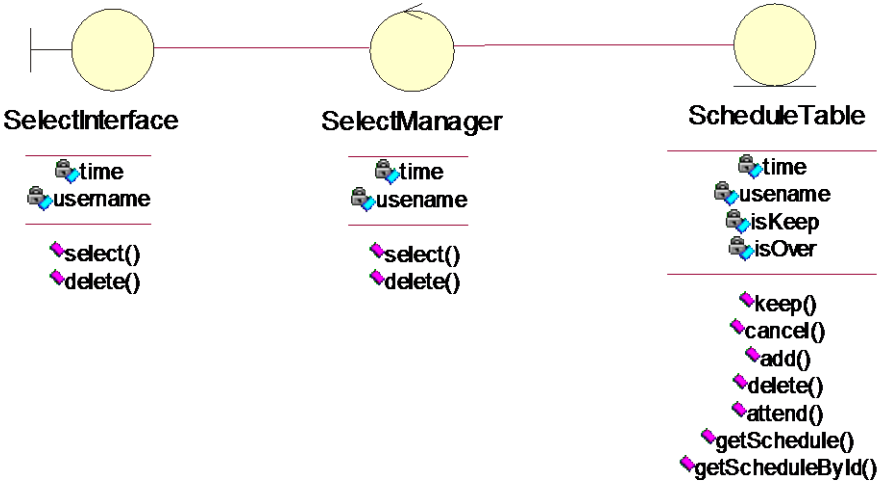 SelectInterface
time
username
select()
delete()
SelectManager
time
usename
select()
delete()
ScheduleTable
time
usename
isKeep
isOver
keep()
cancel()
add()
delete()
attend()
getSchedule()
getScheduleById()